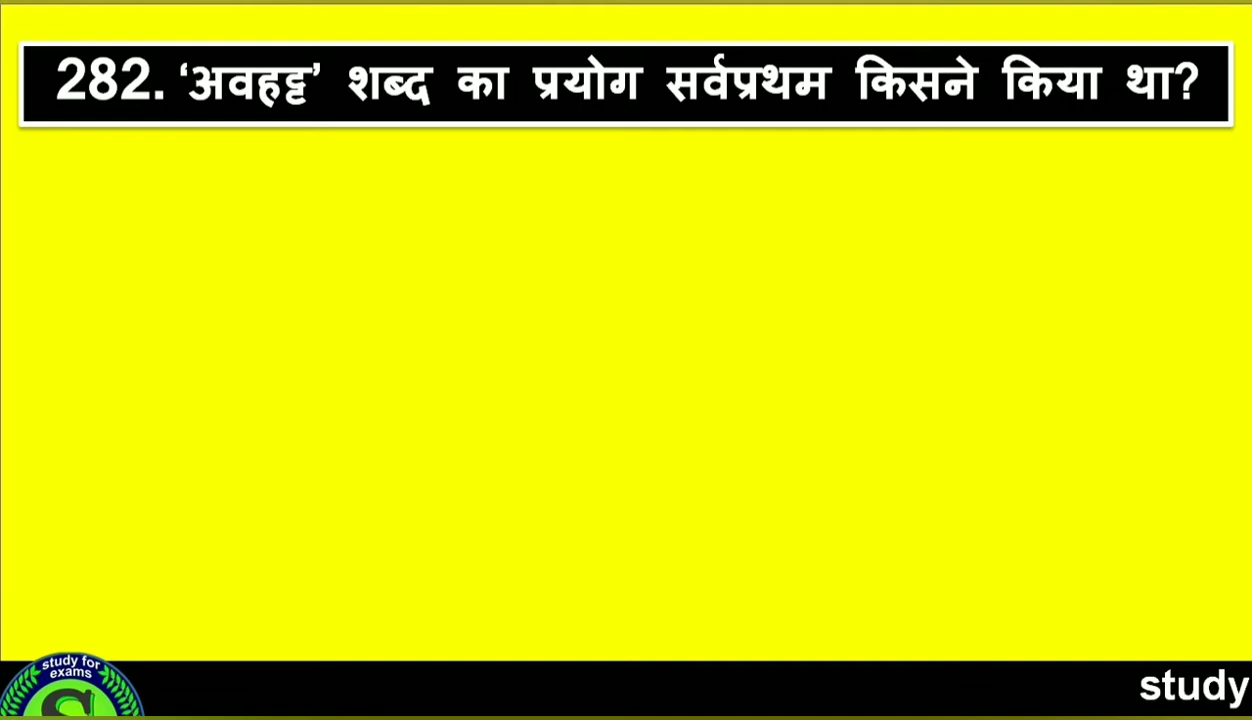 282. ‘अवहट्ट’ शब्द का प्रयोग सर्वप्रथम किसने किया था?
study for
exams
study